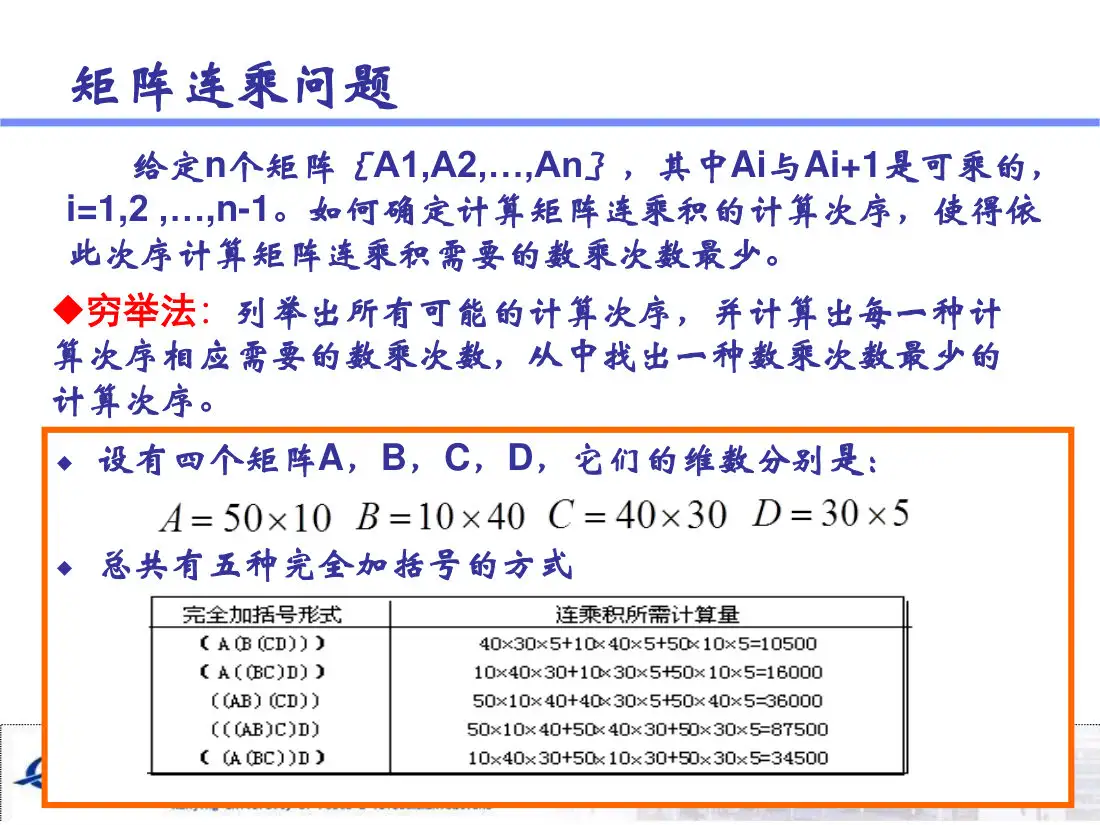 矩阵连乘问题
给定n个矩阵｛A1,A2,…,An｝，其中Ai与Ai+1是可乘的，
i=1,2 ,…,n-1。如何确定计算矩阵连乘积的计算次序，使得依
此次序计算矩阵连乘积需要的数乘次数最少。
◆穷举法：列举出所有可能的计算次序，并计算出每一种计
算次序相应需要的数乘次数，从中找出一种数乘次数最少的
计算次序。
◆ 设有四个矩阵A，B，C，D，它们的维数分别是：
A=50×10 B=10×40 C=40×30 D=30×5
◆ 总共有五种完全加括号的方式
完全加括号形式 连乘积所需计算量
(A(B(CD))) 40×30×5+10×40×5+50×10×5=10500
(A((BC)D)) 10×40×30+10×30×5+50×10×5=16000
((AB)(CD)) 50×10×40+40×30×5+50×40×5=36000
(((AB)C)D) 50×10×40+50×40×30+50×30×5=87500
((A(BC))D) 10×40×30+50×10×30+50×30×5=34500